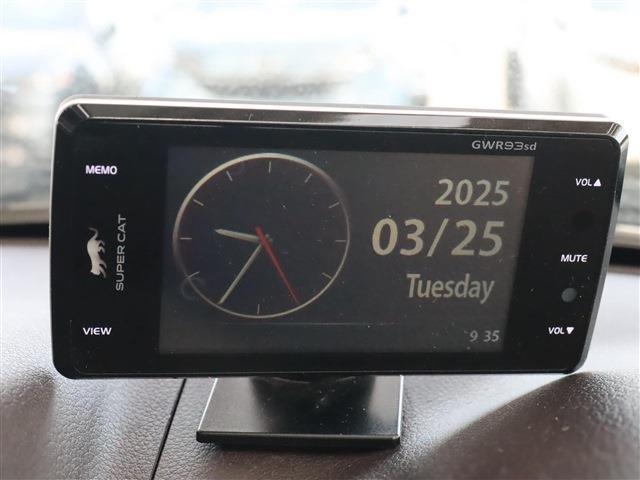 GWR93sd
MEMO
SUPER CAT
VIEW
2025
03/25
Tuesday
9 35
VOL▲
MUTE
VOL▼